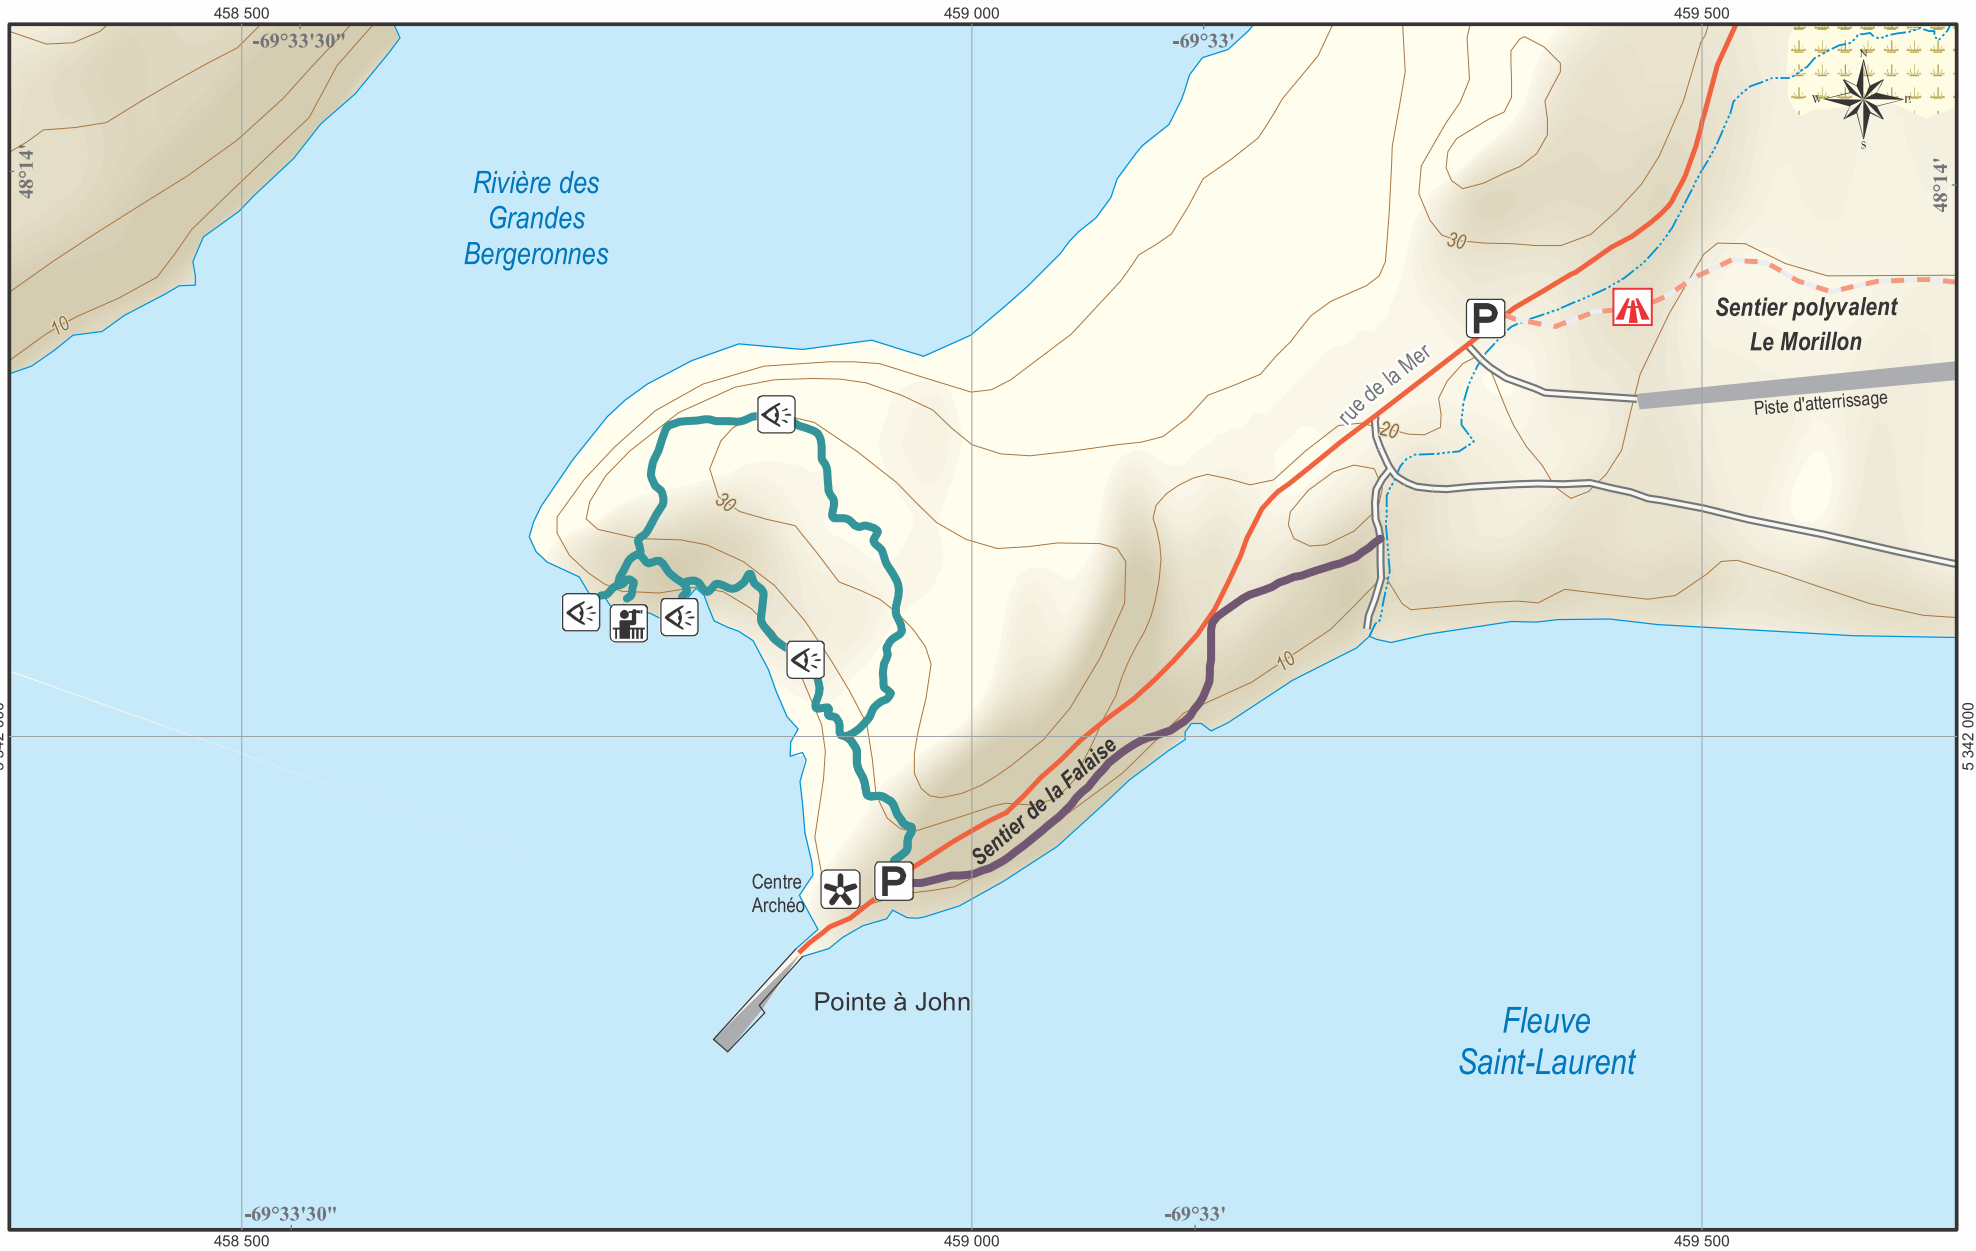 458 500
459 000
459 500
-69°33'30"
-69°33'
N
W
E
S
48°14'
48°14'
Rivière des
Grandes
Bergeronnes
30
10
Sentier polyvalent
Le Morillon
P
rue de la Mer
Piste d'atterrissage
20
30
10
5 342 000
Sentier de la Falaise
Centre
Archéo
P
Pointe à John
Fleuve
Saint-Laurent
-69°33'30"
-69°33'
458 500
459 000
459 500